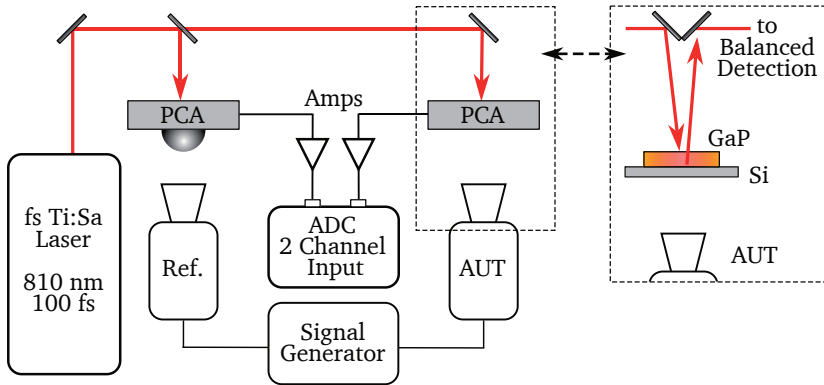 PCA
Amps
PCA
fs Ti:Sa
Laser
810 nm
100 fs
Ref.
ADC
2 Channel
Input
AUT
Signal
Generator
to
Balanced
Detection
GaP
Si
AUT